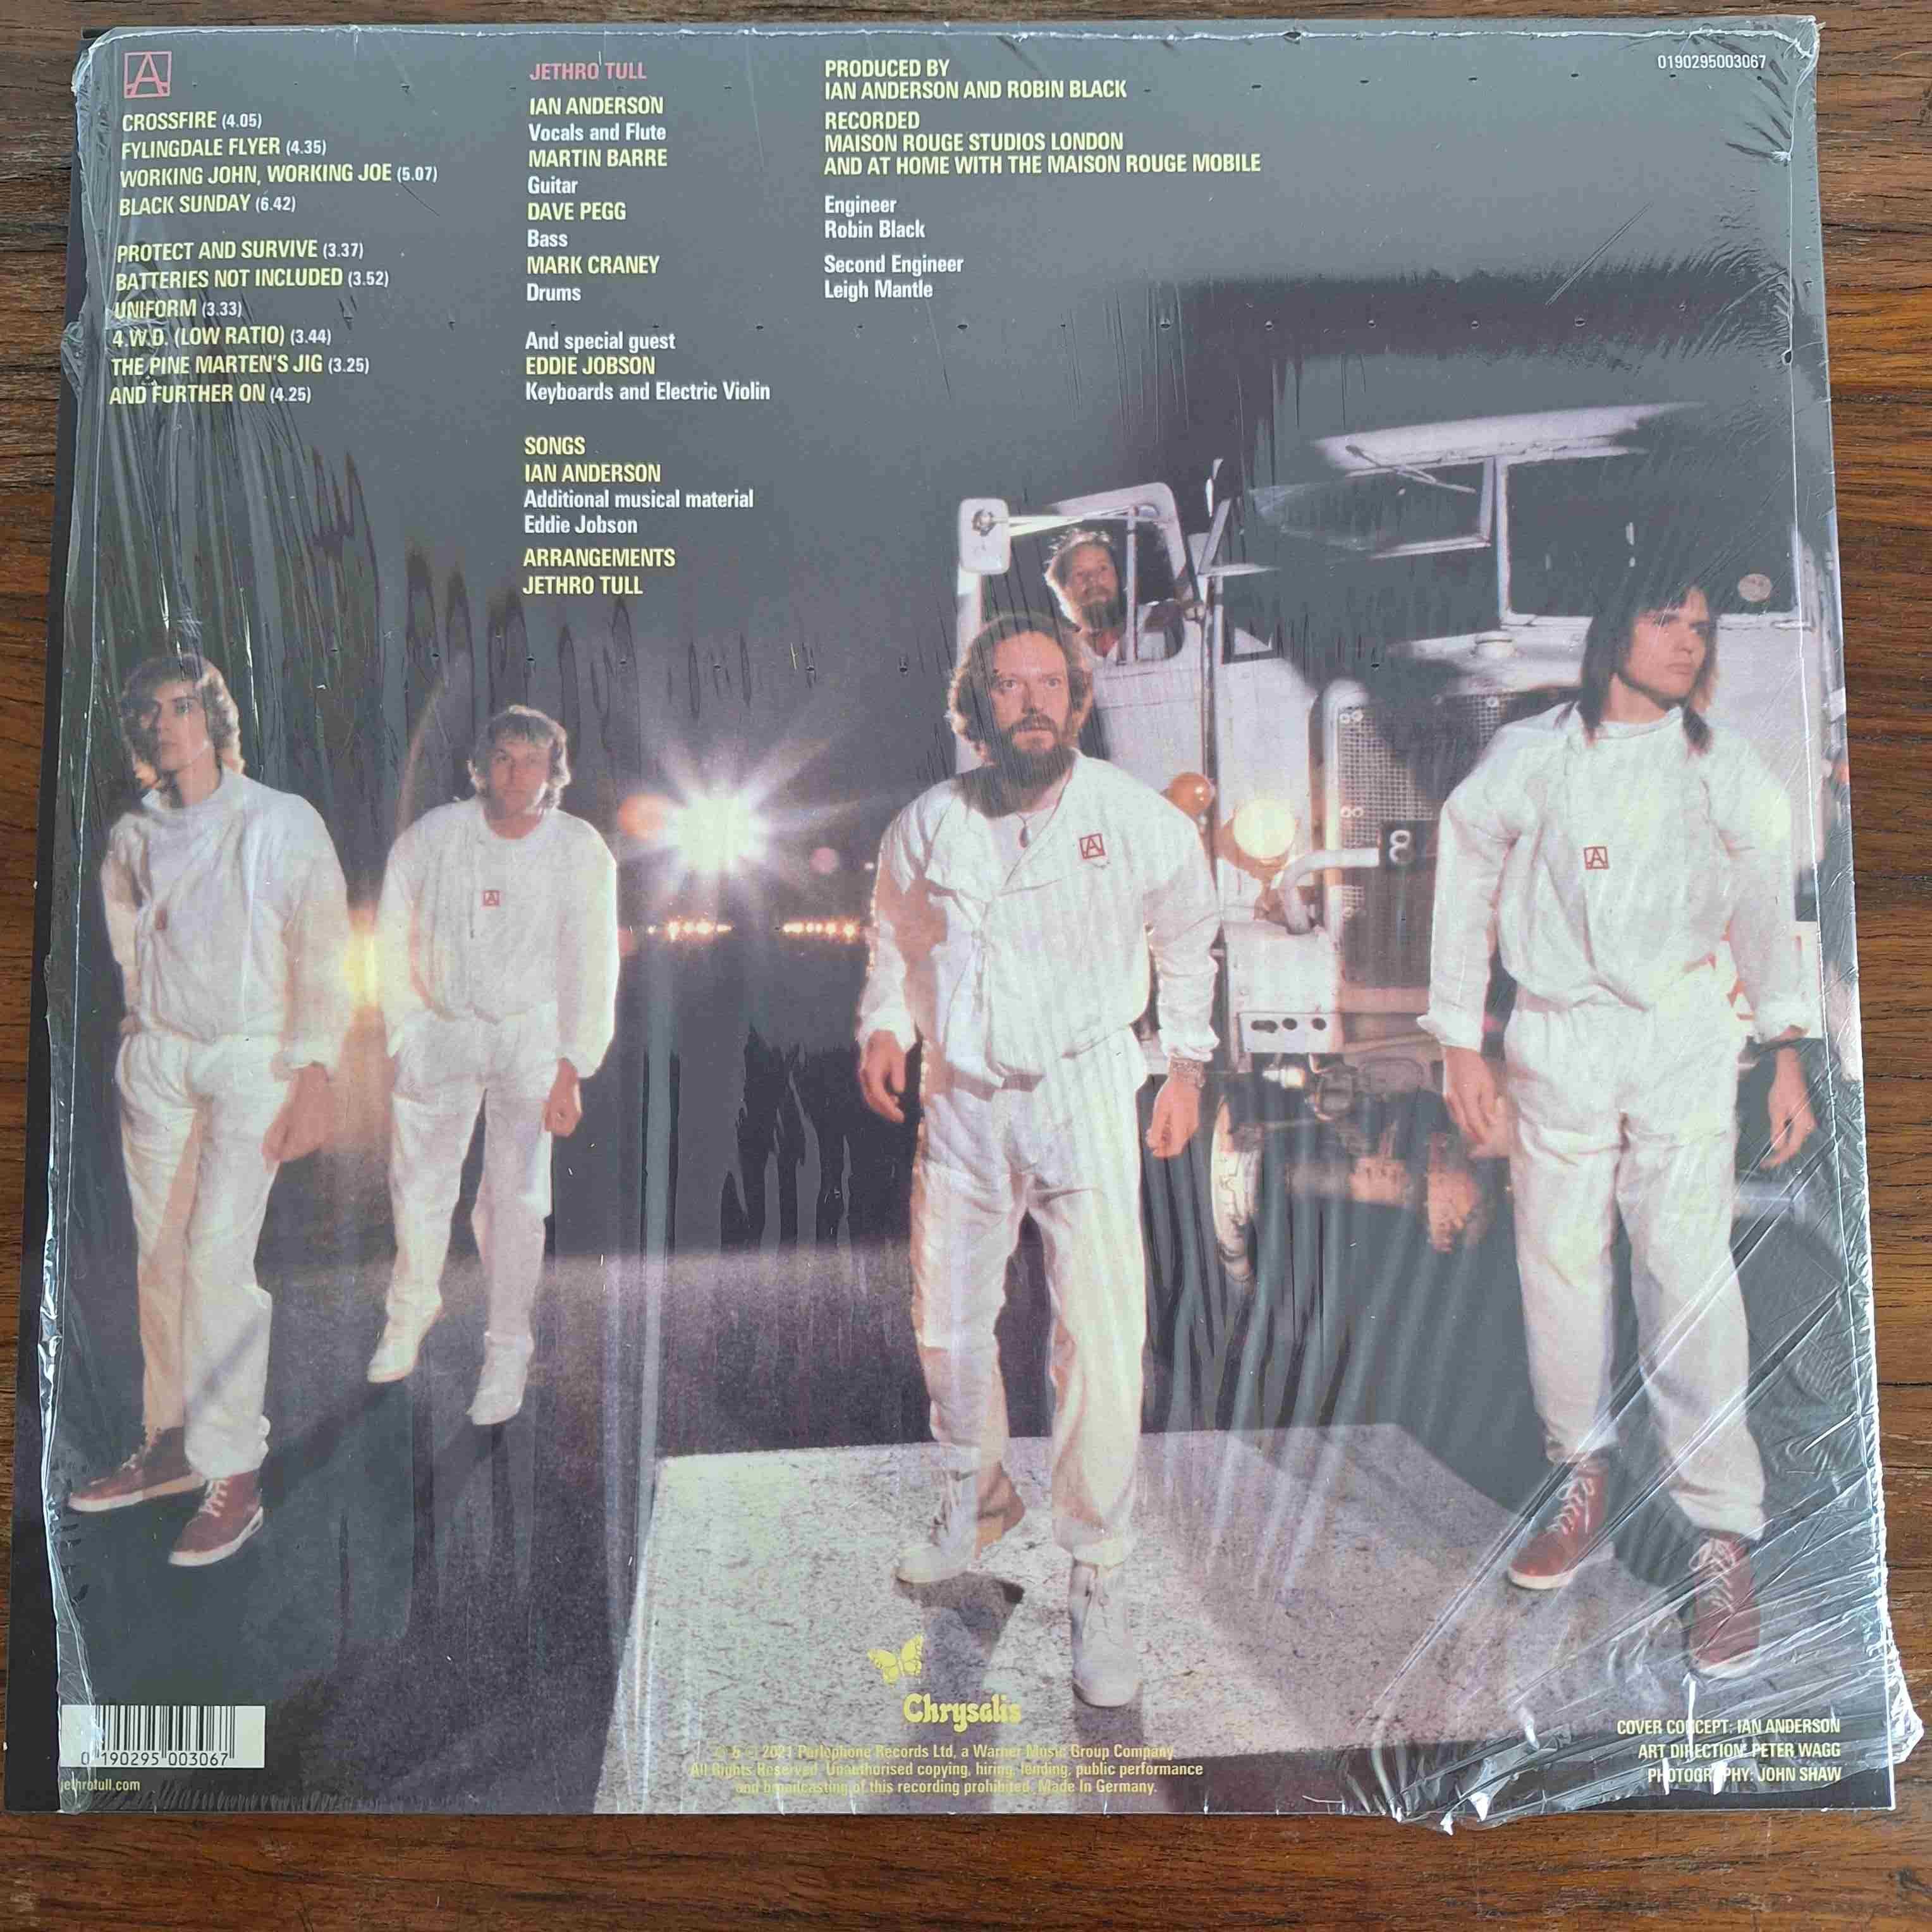 A
CROSSFIRE (4.05)
FYLINGDALE FLYER (4.35)
WORKING JOHN, WORKING JOE (5.07)
BLACK SUNDAY (6.42)
PROTECT AND SURVIVE (3.37)
BATTERIES NOT INCLUDED (3.52)
UNIFORM (3.33)
4.W.D. (LOW RATIO) (3.44)
THE PINE MARTEN'S JIG (3.25)
AND FURTHER ON (4.25)
JETHRO TULL
IAN ANDERSON
Vocals and Flute
MARTIN BARRE
Guitar
DAVE PEGG
Bass
MARK CRANEY
Drums
And special guest
EDDIE JOBSON
Keyboards and Electric Violin
SONGS
IAN ANDERSON
Additional musical material
Eddie Jobson
ARRANGEMENTS
JETHRO TULL
PRODUCED BY
IAN ANDERSON AND ROBIN BLACK
RECORDED
MAISON ROUGE STUDIOS LONDON
AND AT HOME WITH THE MAISON ROUGE MOBILE
Engineer
Robin Black
Second Engineer
Leigh Mantle
0190295003067
A
A
A
8
Chrysalis
℗ & © 2021 Parlophone Records Ltd, a Warner Music Group Company.
All Rights Reserved. Unauthorised copying, hiring, lending, public performance
and broadcasting of this recording prohibited. Made In Germany.
0 190295 003067
jethrotull.com
COVER CONCEPT: IAN ANDERSON
ART DIRECTION: PETER WAGG
PHOTOGRAPHY: JOHN SHAW